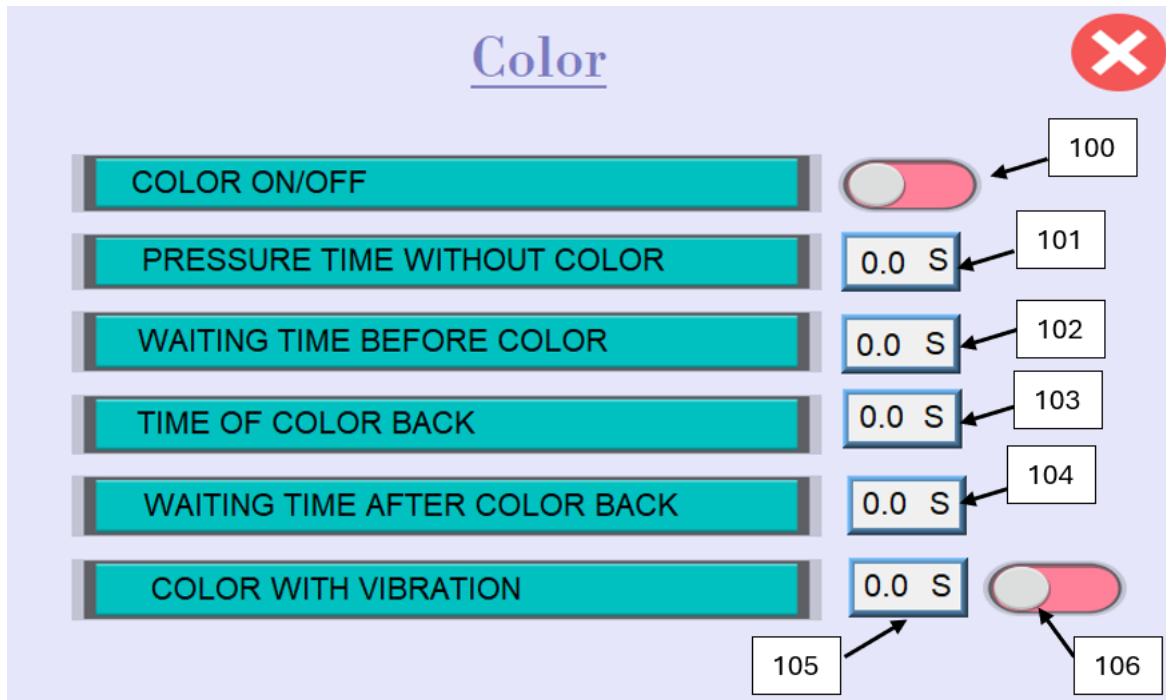 Color
100
COLOR ON/OFF
101
PRESSURE TIME WITHOUT COLOR 0.0 S
102
WAITING TIME BEFORE COLOR 0.0 S
103
TIME OF COLOR BACK 0.0 S
104
WAITING TIME AFTER COLOR BACK 0.0 S
COLOR WITH VIBRATION 0.0 S
105 106